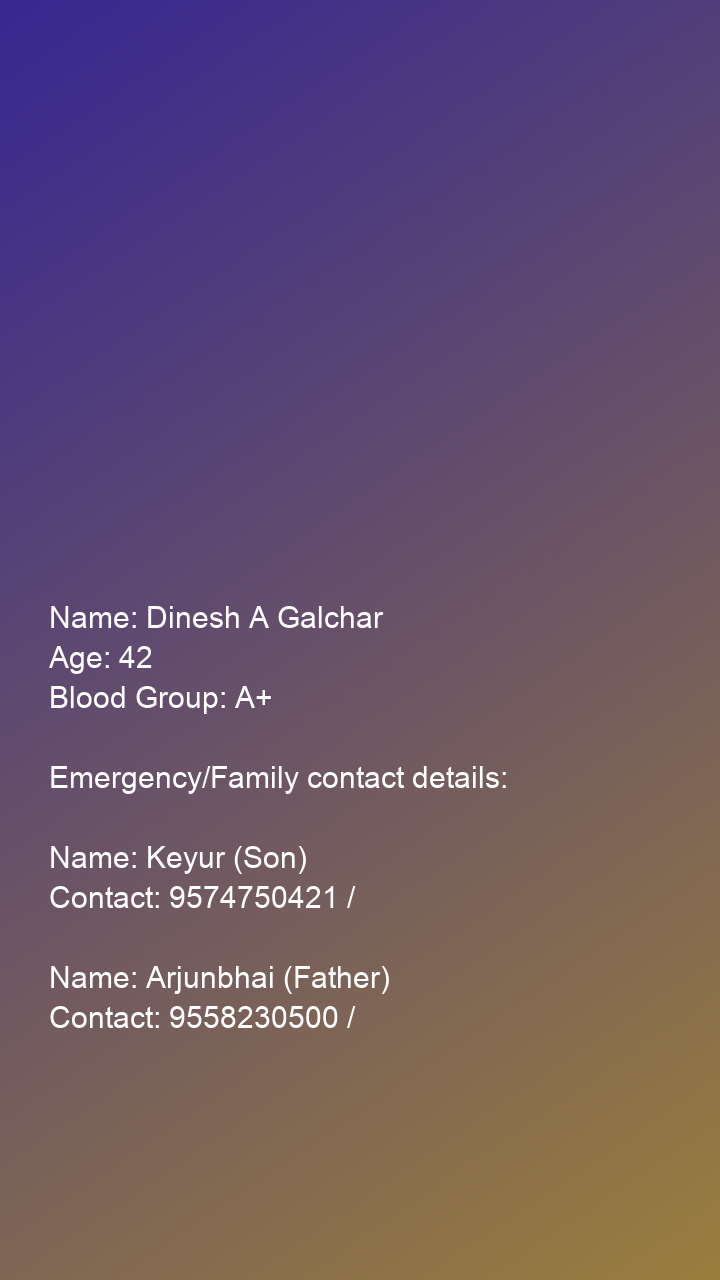 Name: Dinesh A Galchar
Age: 42
Blood Group: A+
Emergency/Family contact details:
Name: Keyur (Son)
Contact: 9574750421 /
Name: Arjunbhai (Father)
Contact: 9558230500 /